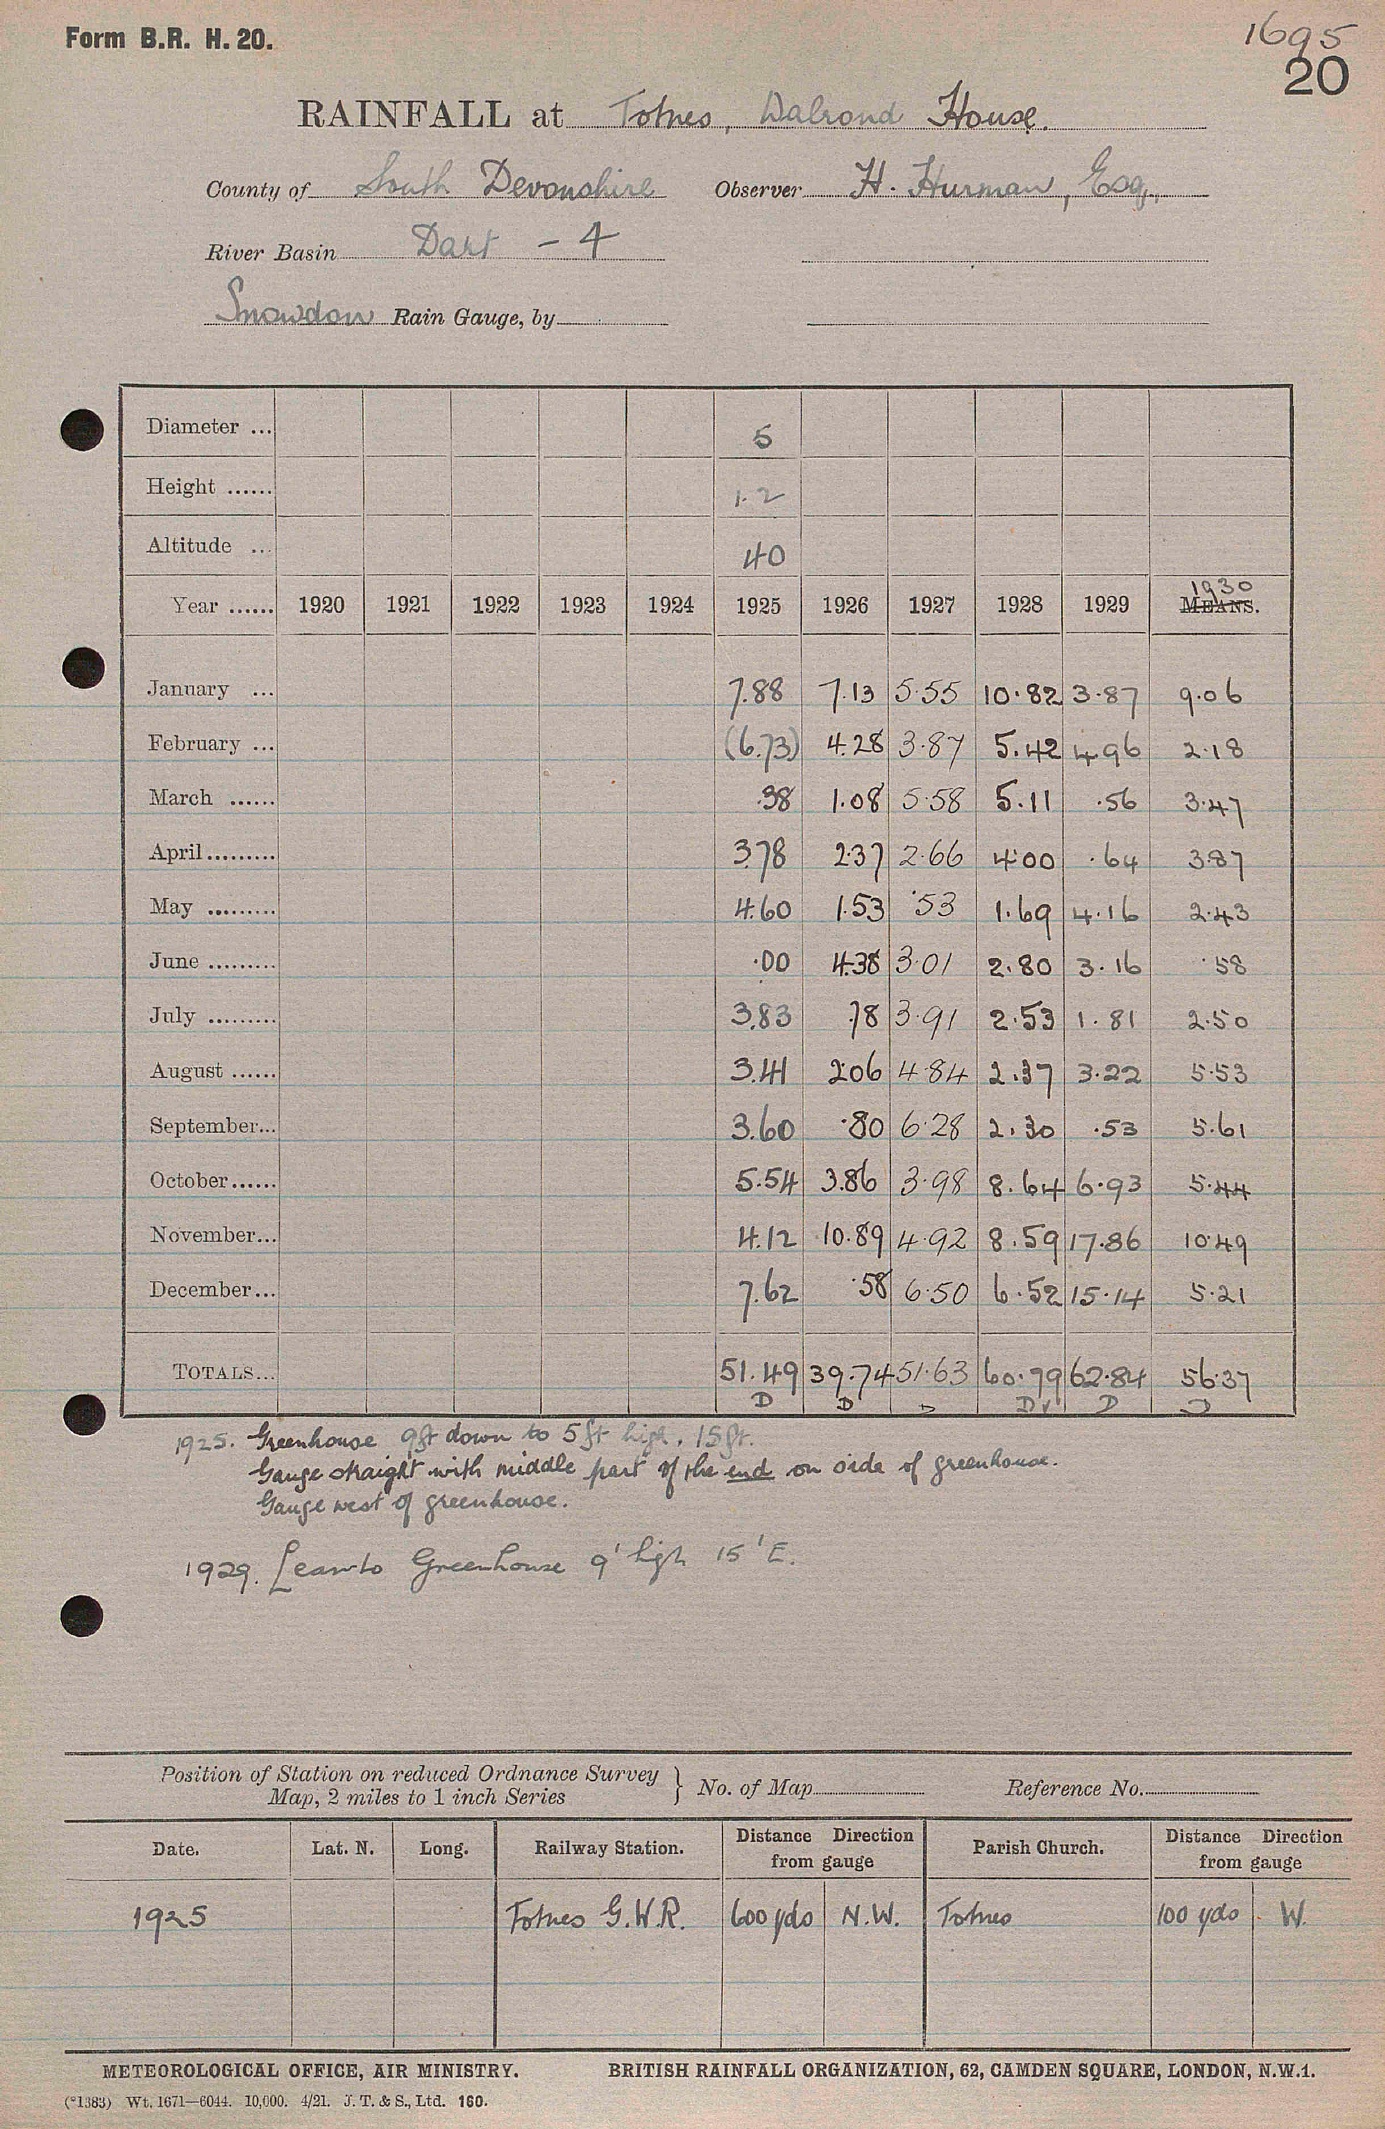 Form B.R. H. 20.
1695
20
RAINFALL at Totnes, Walrond House.
County of South Devonshire Observer H. Hurman, Esq.,
River Basin Dart - 4
Snowdon Rain Gauge, by
Diameter ... 5
Height ...... 1.2
Altitude ... 40
1930
Year ...... 1920 1921 1922 1923 1924 1925 1926 1927 1928 1929 MEANS.
January ... 7.88 7.13 5.55 10.82 3.87 9.06
February ... (6.73) 4.28 3.87 5.42 4.96 2.18
March ...... .38 1.08 5.58 5.11 .56 3.47
April ......... 3.78 2.37 2.66 4.00 .64 3.87
May ......... 4.60 1.53 .53 1.69 4.16 2.43
June ......... .00 4.38 3.01 2.80 3.16 .58
July ......... 3.83 .78 3.91 2.53 1.81 2.50
August ...... 3.41 2.06 4.84 2.37 3.22 5.53
September... 3.60 .80 6.28 2.30 .53 5.61
October...... 5.54 3.86 3.98 8.64 6.93 5.44
November... 4.12 10.89 4.92 8.59 17.86 10.49
December... 7.62 .58 6.50 6.52 15.14 5.21
TOTALS... 51.49 39.74 51.63 60.79 62.84 56.37
D D D D D D
1925. Greenhouse 9ft down to 5 ft high. 15ft.
Gauge straight with middle part of the end on side of greenhouse.
Gauge west of greenhouse.
1929. Leanto Greenhouse 9' high 15' E.
Position of Station on reduced Ordnance Survey
Map, 2 miles to 1 inch Series } No. of Map Reference No.
Date. Lat. N. Long. Railway Station. Distance Direction from gauge Parish Church. Distance Direction from gauge
1925 Totnes G.W.R. 600 yds N.W. Totnes 100 yds W.
METEOROLOGICAL OFFICE, AIR MINISTRY. BRITISH RAINFALL ORGANIZATION, 62, CAMDEN SQUARE, LONDON, N.W.1.
(*1383) Wt. 1671—6044. 10,000. 4/21. J. T. & S., Ltd. 160.